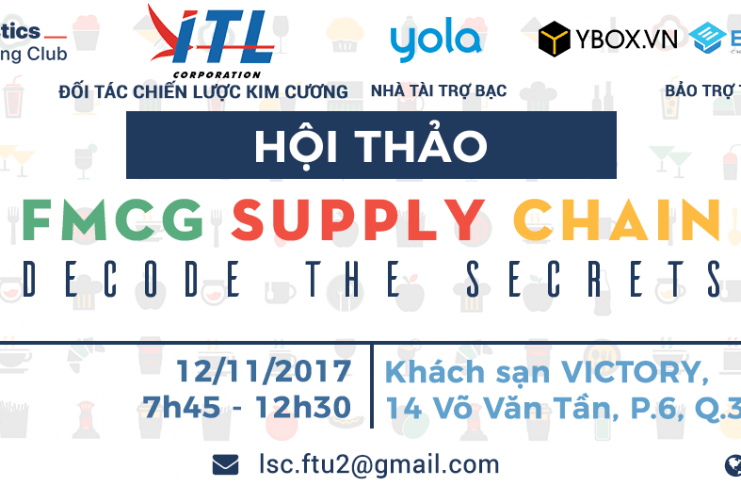 ng Club
ITL
CORPORATION
yola
YBOX.VN
ĐỐI TÁC CHIẾN LƯỢC KIM CƯƠNG
NHÀ TÀI TRỢ BẠC
BẢO TRỢ
HỘI THẢO
FMCG SUPPLY CHAIN
DECODE THE SECRETS
12/11/2017
7h45 - 12h30
Khách sạn VICTORY,
14 Võ Văn Tần, P.6, Q.3
lsc.ftu2@gmail.com